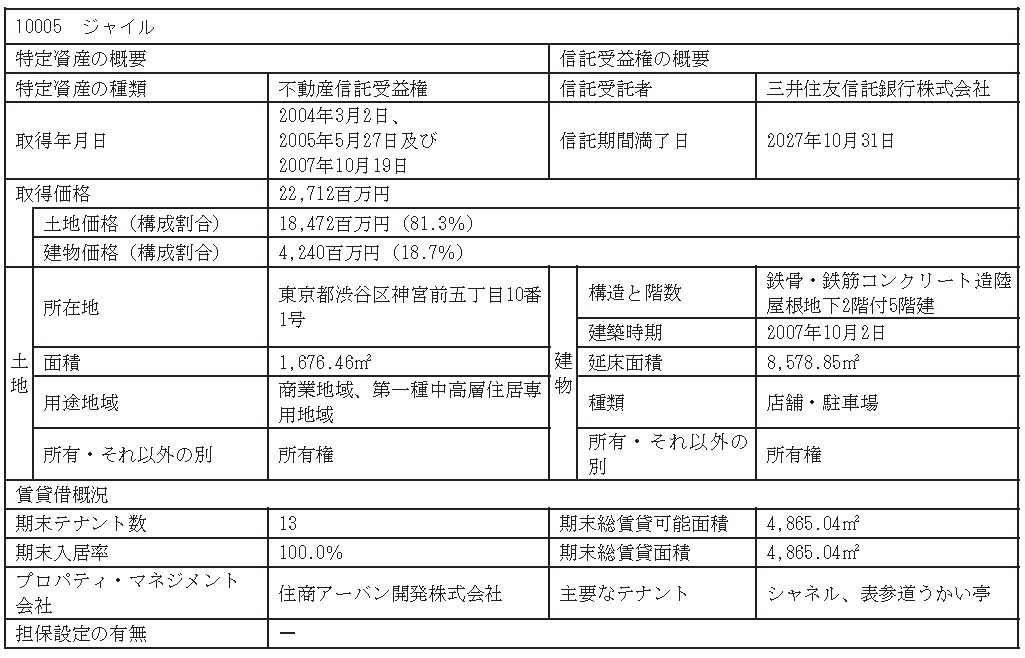 10005 ジャイル
特定資産の概要 信託受益権の概要
特定資産の種類 不動産信託受益権 信託受託者 三井住友信託銀行株式会社
取得年月日 2004年3月2日、
2005年5月27日及び
2007年10月19日 信託期間満了日 2027年10月31日
取得価格 22,712百万円
土地価格（構成割合） 18,472百万円（81.3%）
建物価格（構成割合） 4,240百万円（18.7%）
土地
所在地 東京都渋谷区神宮前五丁目10番
1号
面積 1,676.46㎡
用途地域 商業地域、第一種中高層住居専
用地域
所有・それ以外の別 所有権
建物
構造と階数 鉄骨・鉄筋コンクリート造陸
屋根地下2階付5階建
建築時期 2007年10月2日
延床面積 8,578.85㎡
種類 店舗・駐車場
所有・それ以外の
別 所有権
賃貸借概況
期末テナント数 13 期末総賃貸可能面積 4,865.04㎡
期末入居率 100.0% 期末総賃貸面積 4,865.04㎡
プロパティ・マネジメント
会社 住商アーバン開発株式会社 主要なテナント シャネル、表参道うかい亭
担保設定の有無 －